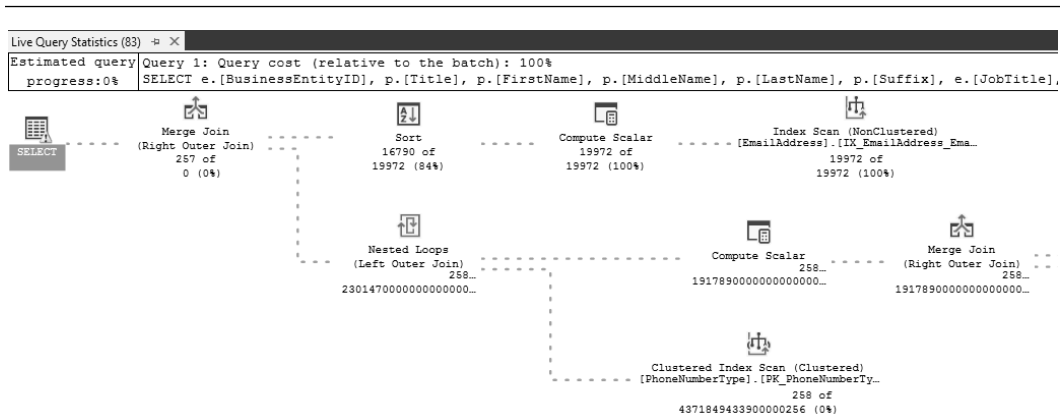 Live Query Statistics (83)
Estimated query progress:0%
Query 1: Query cost (relative to the batch): 100%
SELECT e.[BusinessEntityID], p.[Title], p.[FirstName], p.[MiddleName], p.[LastName], p.[Suffix], e.[JobTitle],
SELECT
Merge Join
(Right Outer Join)
257 of
0 (0%)
Sort
16790 of
19972 (84%)
Compute Scalar
19972 of
19972 (100%)
Index Scan (NonClustered)
[EmailAddress].[IX_EmailAddress_Ema…
19972 of
19972 (100%)
Nested Loops
(Left Outer Join)
258…
2301470000000000000…
Compute Scalar
258…
1917890000000000000…
Merge Join
(Right Outer Join)
258…
1917890000000000000…
Clustered Index Scan (Clustered)
[PhoneNumberType].[PK_PhoneNumberTy…
258 of
4371849433900000256 (0%)